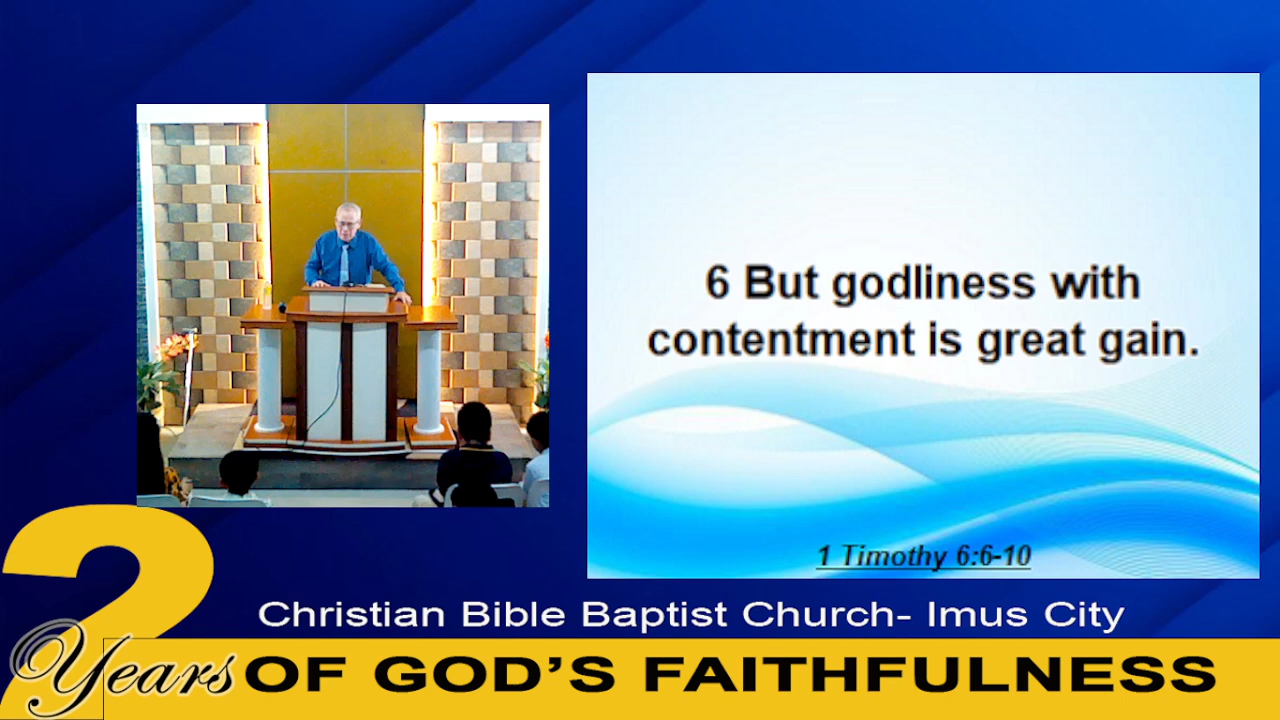 6 But godliness with
contentment is great gain.
1 Timothy 6:6-10
Christian Bible Baptist Church- Imus City
2 Years OF GOD'S FAITHFULNESS